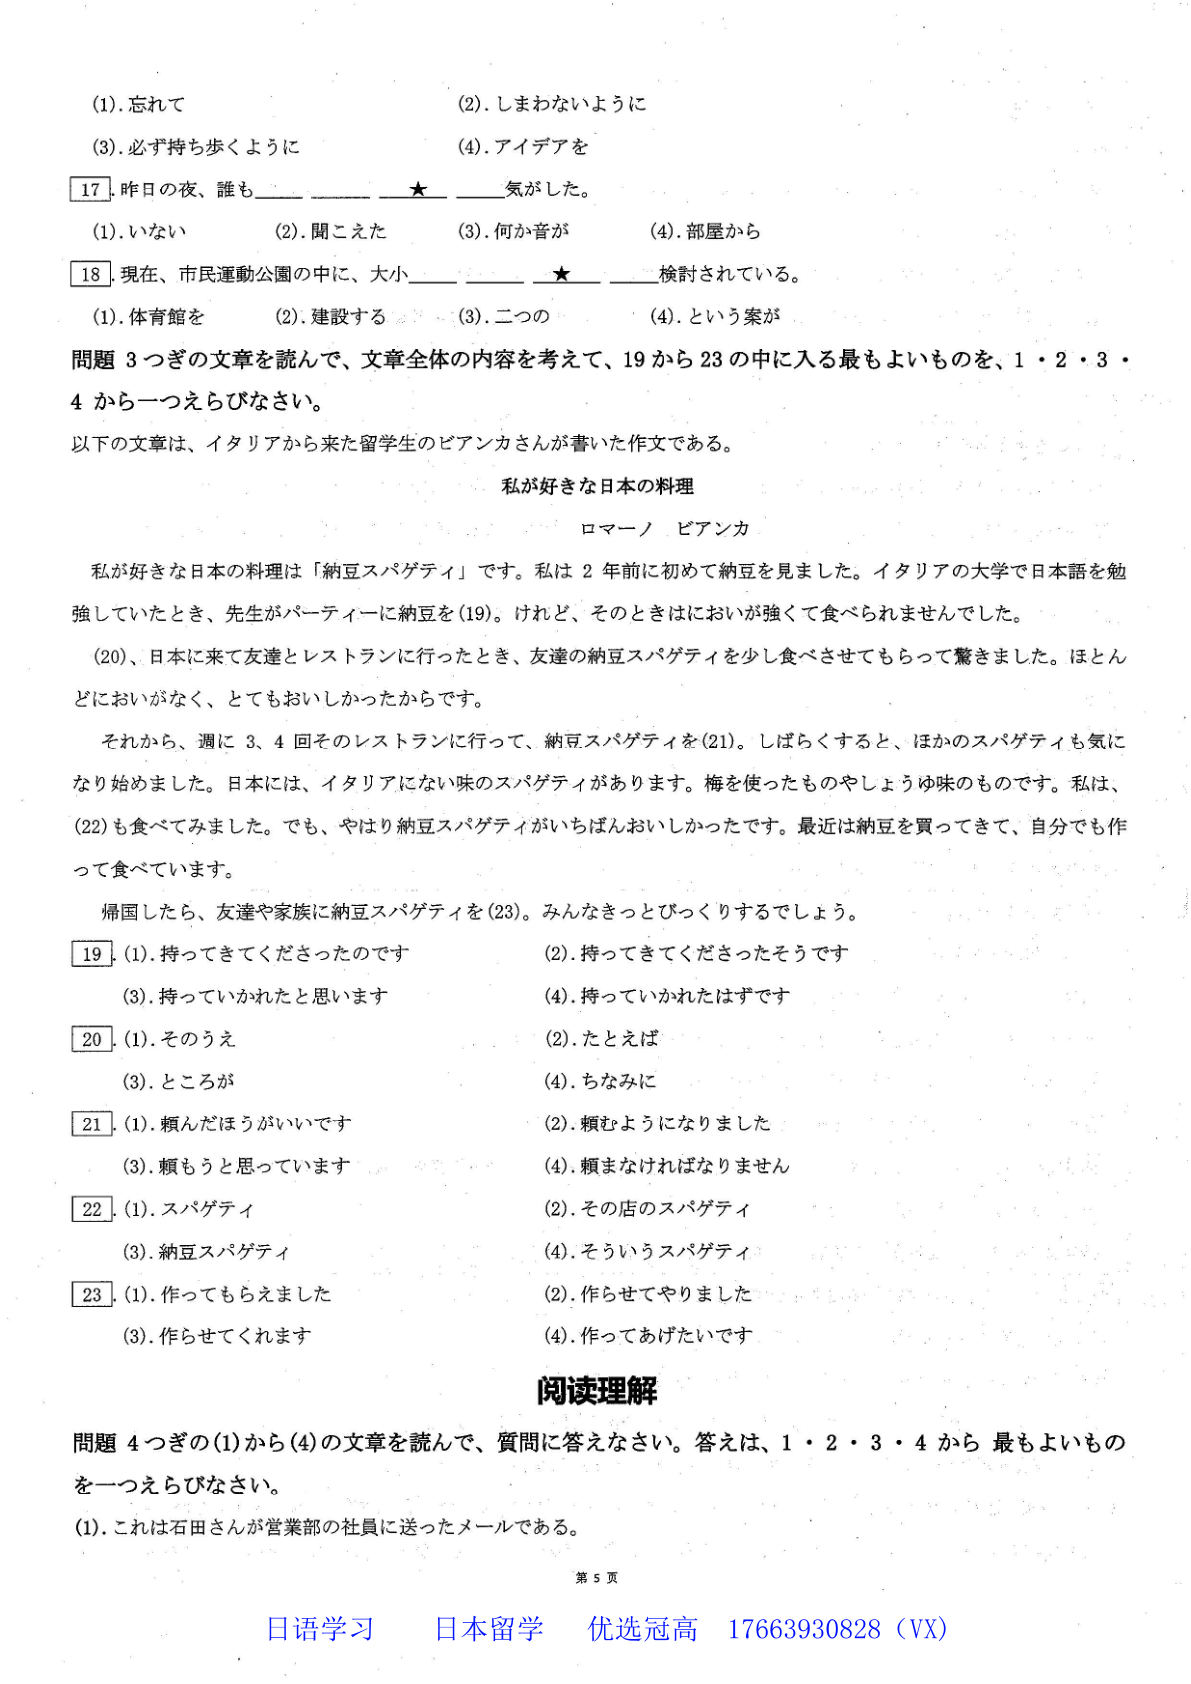 (1).忘れて (2).しまわないように
(3).必ず持ち歩くように (4).アイデアを
17.昨日の夜、誰も____ ______ ___★__ _____気がした。
(1).いない (2).聞こえた (3).何か音が (4).部屋から
18.現在、市民運動公園の中に、大小_____ ______ __★___ _____検討されている。
(1).体育館を (2).建設する (3).二つの (4).という案が
問題 3 つぎの文章を読んで、文章全体の内容を考えて、19 から 23 の中に入る最もよいものを、1 ・ 2 ・ 3 ・
4 から一つえらびなさい。
以下の文章は、イタリアから来た留学生のビアンカさんが書いた作文である。
私が好きな日本の料理
ロマーノ ビアンカ
私が好きな日本の料理は「納豆スパゲティ」です。私は 2 年前に初めて納豆を見ました。イタリアの大学で日本語を勉
強していたとき、先生がパーティーに納豆を(19)。けれど、そのときはにおいが強くて食べられませんでした。
(20)、日本に来て友達とレストランに行ったとき、友達の納豆スパゲティを少し食べさせてもらって驚きました。ほとん
どにおいがなく、とてもおいしかったからです。
それから、週に 3、4 回そのレストランに行って、納豆スパゲティを(21)。しばらくすると、ほかのスパゲティも気に
なり始めました。日本には、イタリアにない味のスパゲティがあります。梅を使ったものやしょうゆ味のものです。私は、
(22)も食べてみました。でも、やはり納豆スパゲティがいちばんおいしかったです。最近は納豆を買ってきて、自分でも作
って食べています。
帰国したら、友達や家族に納豆スパゲティを(23)。みんなきっとびっくりするでしょう。
19.(1).持ってきてくださったのです (2).持ってきてくださったそうです
(3).持っていかれたと思います (4).持っていかれたはずです
20.(1).そのうえ (2).たとえば
(3).ところが (4).ちなみに
21.(1).頼んだほうがいいです (2).頼むようになりました
(3).頼もうと思っています (4).頼まなければなりません
22.(1).スパゲティ (2).その店のスパゲティ
(3).納豆スパゲティ (4).そういうスパゲティ
23.(1).作ってもらえました (2).作らせてやりました
(3).作らせてくれます (4).作ってあげたいです
阅读理解
問題 4 つぎの(1)から(4)の文章を読んで、質問に答えなさい。答えは、1 ・ 2 ・ 3 ・ 4 から 最もよいもの
を一つえらびなさい。
(1).これは石田さんが営業部の社員に送ったメールである。
第 5 页
日语学习 日本留学 优选冠高 17663930828（VX)